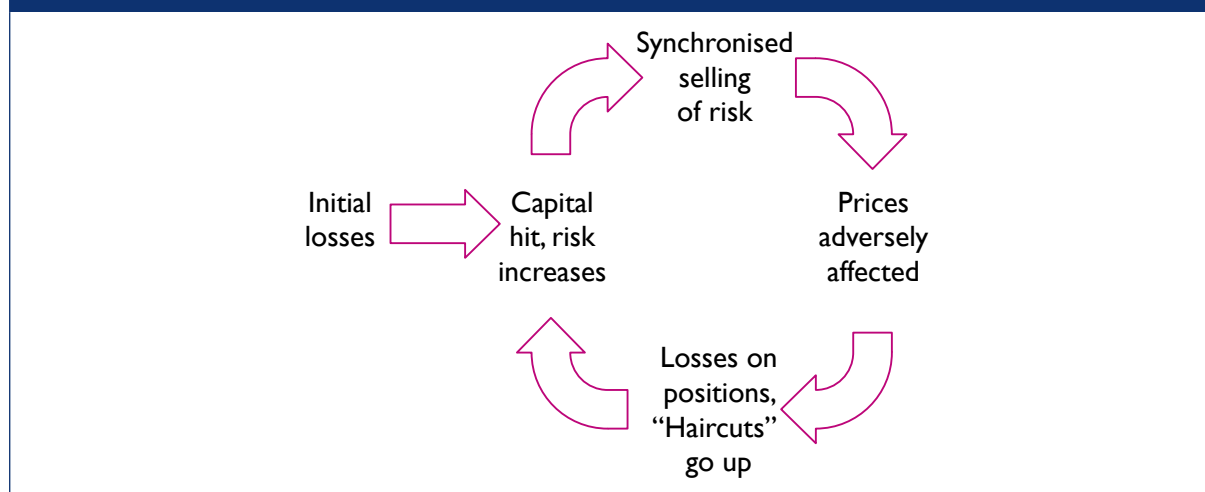 Synchronised
selling
of risk
Initial
losses
Capital
hit, risk
increases
Prices
adversely
affected
Losses on
positions,
“Haircuts”
go up